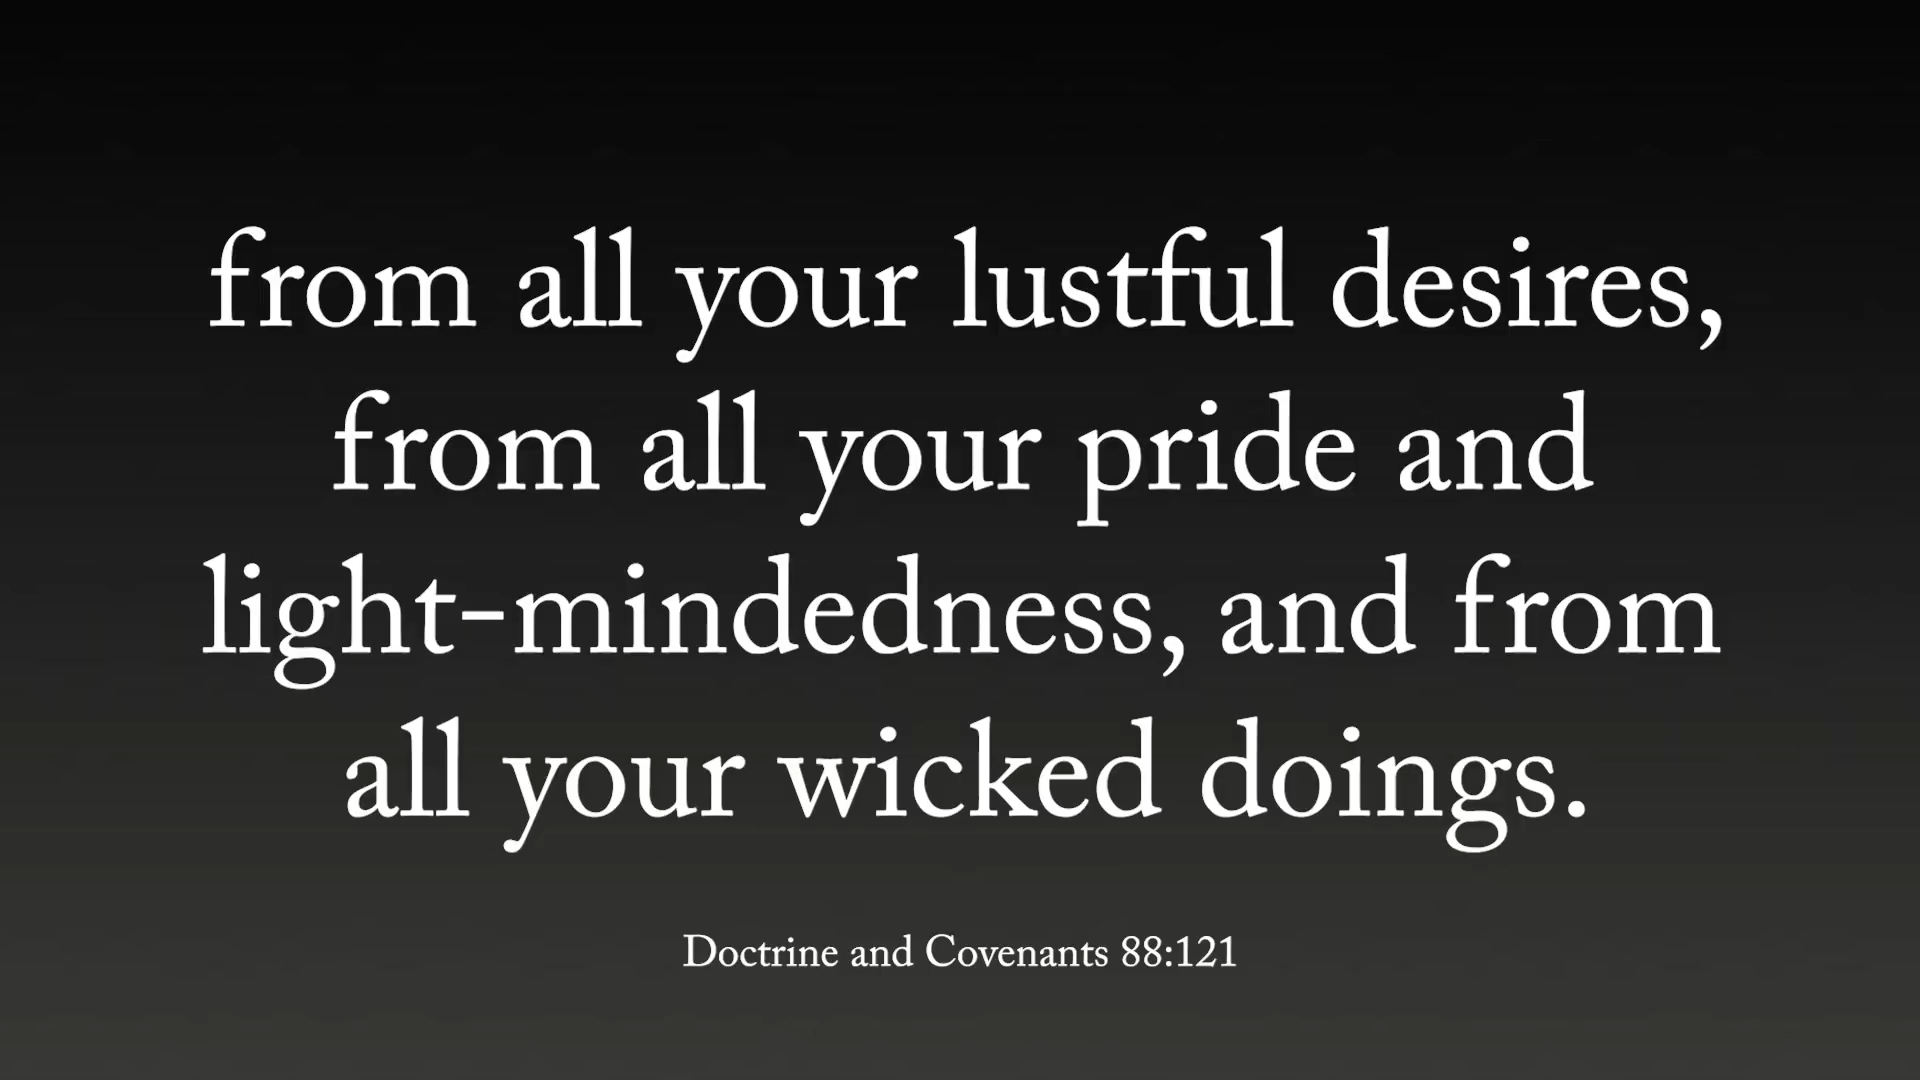 from all your lustful desires,
from all your pride and
light-mindedness, and from
all your wicked doings.
Doctrine and Covenants 88:121